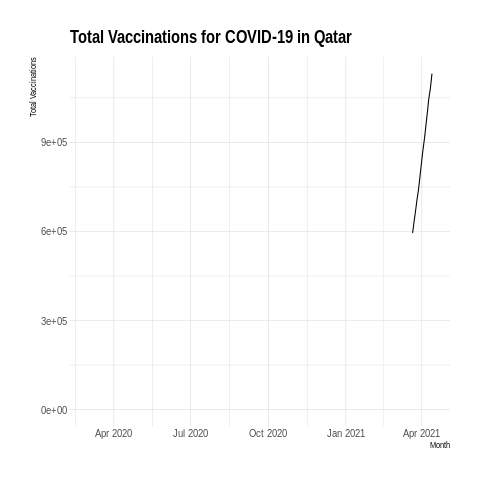 Total Vaccinations for COVID-19 in Qatar
Total Vaccinations
9e+05
6e+05
3e+05
0e+00
Apr 2020 Jul 2020 Oct 2020 Jan 2021 Apr 2021
Month